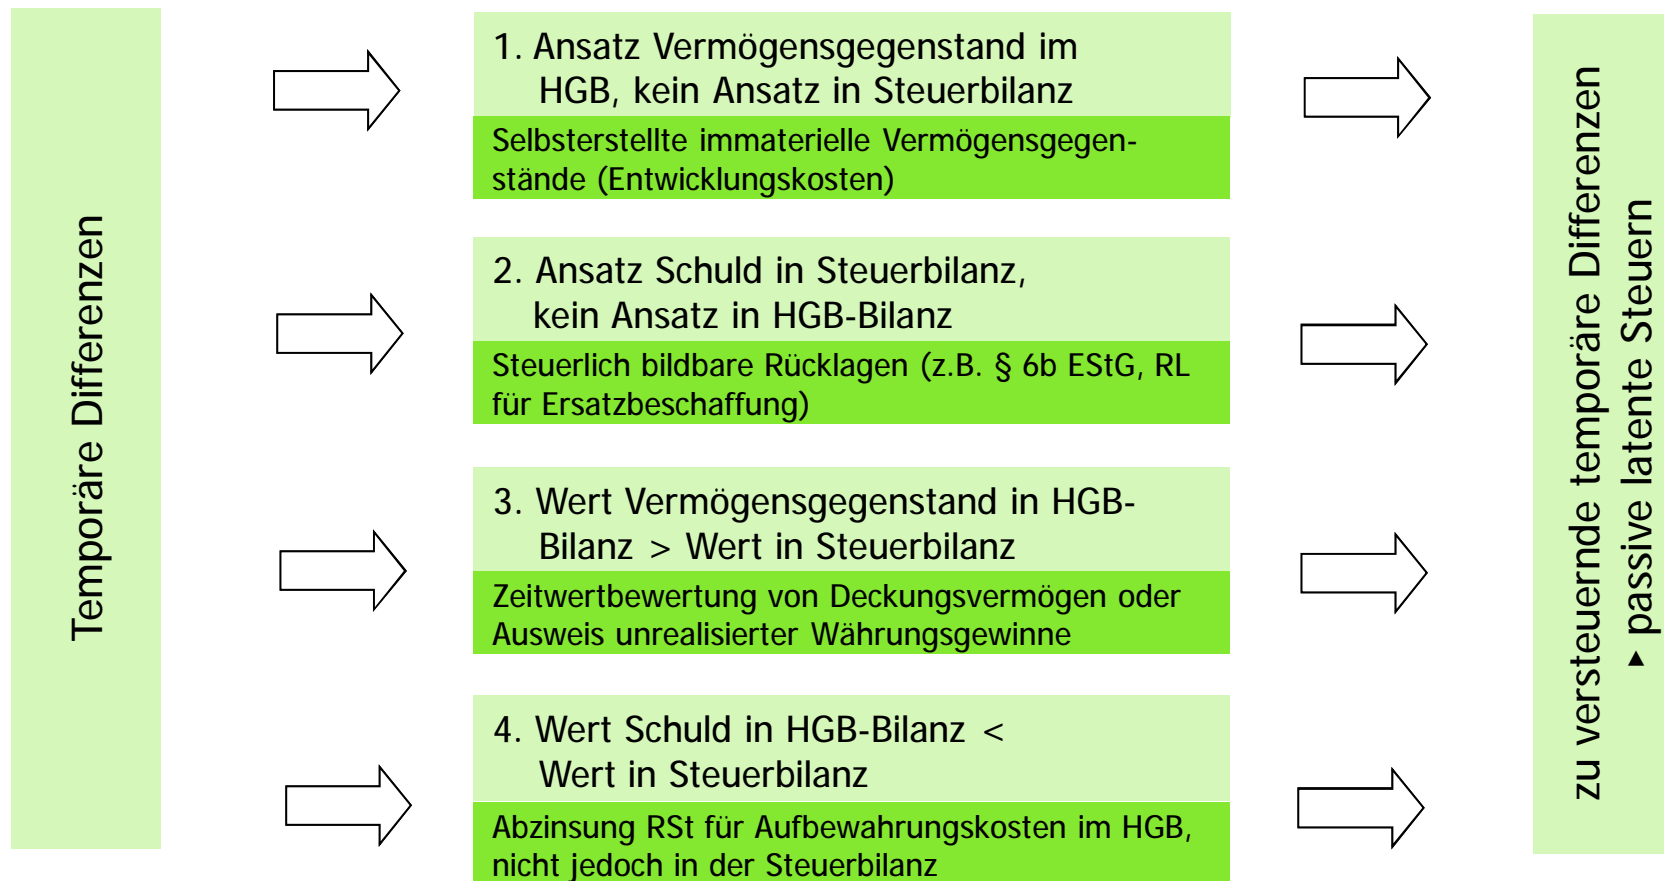 Temporäre Differenzen
1. Ansatz Vermögensgegenstand im
HGB, kein Ansatz in Steuerbilanz
Selbsterstellte immaterielle Vermögensgegen-
stände (Entwicklungskosten)
2. Ansatz Schuld in Steuerbilanz,
kein Ansatz in HGB-Bilanz
Steuerlich bildbare Rücklagen (z.B. § 6b EStG, RL
für Ersatzbeschaffung)
3. Wert Vermögensgegenstand in HGB-
Bilanz > Wert in Steuerbilanz
Zeitwertbewertung von Deckungsvermögen oder
Ausweis unrealisierter Währungsgewinne
4. Wert Schuld in HGB-Bilanz <
Wert in Steuerbilanz
Abzinsung RSt für Aufbewahrungskosten im HGB,
nicht jedoch in der Steuerbilanz
zu versteuernde temporäre Differenzen
▸ passive latente Steuern